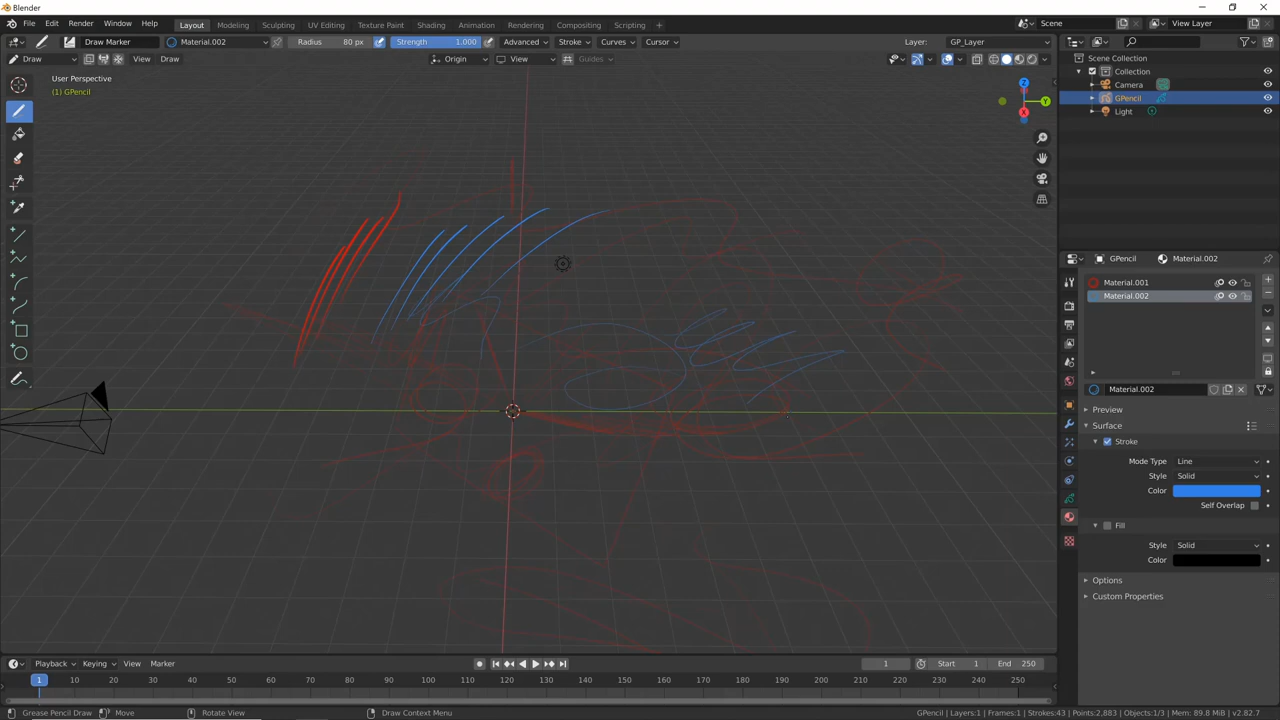 Blender
File Edit Render Window Help Layout Modeling Sculpting UV Editing Texture Paint Shading Animation Rendering Compositing Scripting + Scene View Layer
Draw Marker Material.002 Radius 80 px Strength 1.000 Advanced Stroke Curves Cursor Layer: GP_Layer
Draw View Draw Origin View Guides
User Perspective
(1) GPencil
Z
Y
X
Scene Collection
Collection
Camera
GPencil
Light
GPencil Material.002
Material.001
Material.002
Material.002
Preview
Surface
Stroke
Mode Type Line
Style Solid
Color
Self Overlap
Fill
Style Solid
Color
Options
Custom Properties
Playback Keying View Marker 1 Start 1 End 250
1 10 20 30 40 50 60 70 80 90 100 110 120 130 140 150 160 170 180 190 200 210 220 230 240 250
Grease Pencil Draw Move Rotate View Draw Context Menu GPencil | Layers:1 | Frames:1 | Strokes:43 | Points:2,883 | Objects:1/3 | Mem: 89.8 MiB | v2.82.7